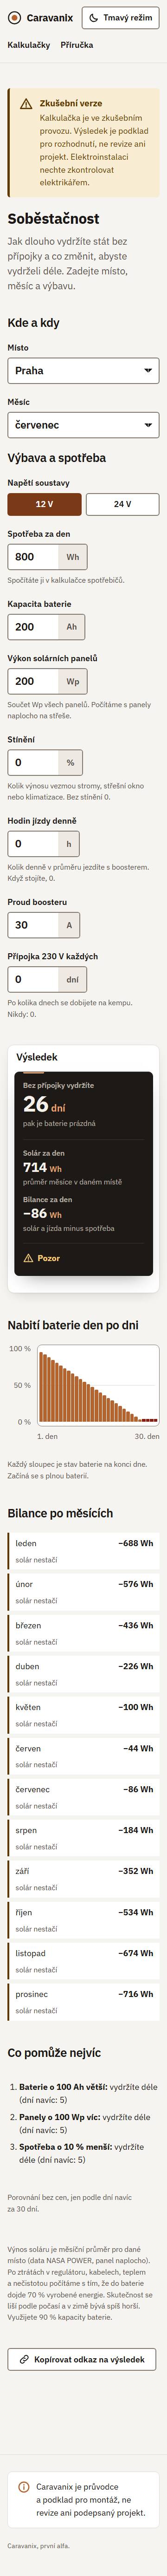 Caravanix
Tmavý režim
Kalkulačky Příručka
Zkušební verze
Kalkulačka je ve zkušebním
provozu. Výsledek je podklad
pro rozhodnutí, ne revize ani
projekt. Elektroinstalaci
nechte zkontrolovat
elektrikářem.
Soběstačnost
Jak dlouho vydržíte stát bez
přípojky a co změnit, abyste
vydrželi déle. Zadejte místo,
měsíc a výbavu.
Kde a kdy
Místo
Praha
Měsíc
červenec
Výbava a spotřeba
Napětí soustavy
12 V 24 V
Spotřeba za den
800 Wh
Spočítáte ji v kalkulačce spotřebičů.
Kapacita baterie
200 Ah
Výkon solárních panelů
200 Wp
Součet Wp všech panelů. Počítáme s panely
naplocho na střeše.
Stínění
0 %
Kolik výnosu vezmou stromy, střešní okno
nebo klimatizace. Bez stínění 0.
Hodin jízdy denně
0 h
Kolik denně v průměru jezdíte s boosterem.
Když stojíte, 0.
Proud boosteru
30 A
Přípojka 230 V každých
0 dní
Po kolika dnech se dobijete na kempu.
Nikdy: 0.
Výsledek
Bez přípojky vydržíte
26 dní
pak je baterie prázdná
Solár za den
714 Wh
průměr měsíce v daném místě
Bilance za den
−86 Wh
solár a jízda minus spotřeba
Pozor
Nabití baterie den po dni
100 %
50 %
0 %
1. den 30. den
Každý sloupec je stav baterie na konci dne.
Začíná se s plnou baterií.
Bilance po měsících
leden −688 Wh
solár nestačí
únor −576 Wh
solár nestačí
březen −436 Wh
solár nestačí
duben −226 Wh
solár nestačí
květen −100 Wh
solár nestačí
červen −44 Wh
solár nestačí
červenec −86 Wh
solár nestačí
srpen −184 Wh
solár nestačí
září −352 Wh
solár nestačí
říjen −534 Wh
solár nestačí
listopad −674 Wh
solár nestačí
prosinec −716 Wh
solár nestačí
Co pomůže nejvíc
1. Baterie o 100 Ah větší: vydržíte déle
(dní navíc: 5)
2. Panely o 100 Wp víc: vydržíte déle
(dní navíc: 5)
3. Spotřeba o 10 % menší: vydržíte
déle (dní navíc: 5)
Porovnání bez cen, jen podle dní navíc
za 30 dní.
Výnos soláru je měsíční průměr pro dané
místo (data NASA POWER, panel naplocho).
Po ztrátách v regulátoru, kabelech, teplem
a nečistotou počítáme s tím, že do baterie
dojde 70 % vyrobené energie. Skutečnost se
liší podle počasí a v zimě bývá spíš horší.
Využijete 90 % kapacity baterie.
Kopírovat odkaz na výsledek
Caravanix je průvodce
a podklad pro montáž, ne
revize ani podepsaný projekt.
Caravanix, první alfa.